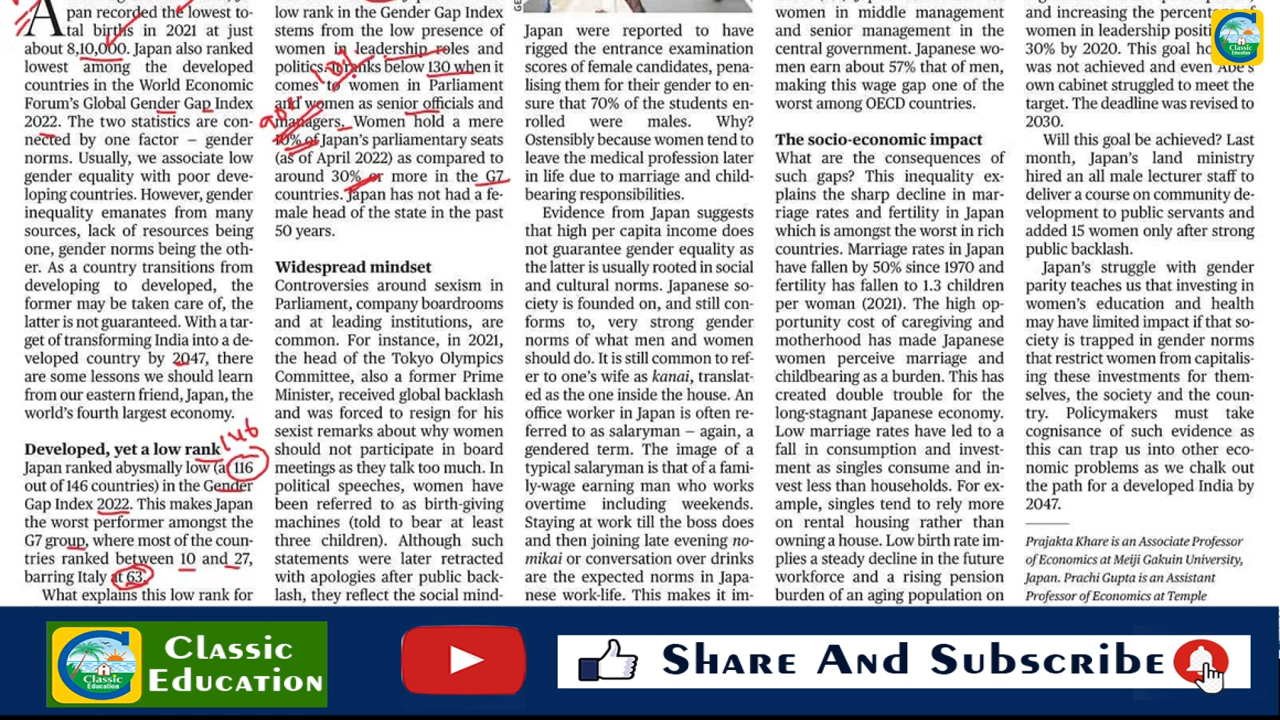 A
pan recorded the lowest to-
tal births in 2021 at just
about 8,10,000. Japan also ranked
lowest among the developed
countries in the World Economic
Forum's Global Gender Gap Index
2022. The two statistics are con-
nected by one factor – gender
norms. Usually, we associate low
gender equality with poor deve-
loping countries. However, gender
inequality emanates from many
sources, lack of resources being
one, gender norms being the oth-
er. As a country transitions from
developing to developed, the
former may be taken care of, the
latter is not guaranteed. With a tar-
get of transforming India into a de-
veloped country by 2047, there
are some lessons we should learn
from our eastern friend, Japan, the
world's fourth largest economy.
Developed, yet a low rank
146
Japan ranked abysmally low (a 116
out of 146 countries) in the Gender
Gap Index 2022. This makes Japan
the worst performer amongst the
G7 group, where most of the coun-
tries ranked between 10 and 27,
barring Italy at 63.
What explains this low rank for
low rank in the Gender Gap Index
stems from the low presence of
women in leadership roles and
politics. ranks below 130 when it
comes to women in Parliament
and women as senior officials and
managers. Women hold a mere
10% of Japan's parliamentary seats
(as of April 2022) as compared to
around 30% or more in the G7
countries. Japan has not had a fe-
male head of the state in the past
50 years.
Widespread mindset
Controversies around sexism in
Parliament, company boardrooms
and at leading institutions, are
common. For instance, in 2021,
the head of the Tokyo Olympics
Committee, also a former Prime
Minister, received global backlash
and was forced to resign for his
sexist remarks about why women
should not participate in board
meetings as they talk too much. In
political speeches, women have
been referred to as birth-giving
machines (told to bear at least
three children). Although such
statements were later retracted
with apologies after public back-
lash, they reflect the social mind-
Japan were reported to have
rigged the entrance examination
scores of female candidates, pena-
lising them for their gender to en-
sure that 70% of the students en-
rolled were males. Why?
Ostensibly because women tend to
leave the medical profession later
in life due to marriage and child-
bearing responsibilities.
Evidence from Japan suggests
that high per capita income does
not guarantee gender equality as
the latter is usually rooted in social
and cultural norms. Japanese so-
ciety is founded on, and still con-
forms to, very strong gender
norms of what men and women
should do. It is still common to ref-
er to one's wife as kanai, translat-
ed as the one inside the house. An
office worker in Japan is often re-
ferred to as salaryman – again, a
gendered term. The image of a
typical salaryman is that of a fami-
ly-wage earning man who works
overtime including weekends.
Staying at work till the boss does
and then joining late evening no-
mikai or conversation over drinks
are the expected norms in Japa-
nese work-life. This makes it im-
women in middle management
and senior management in the
central government. Japanese wo-
men earn about 57% that of men,
making this wage gap one of the
worst among OECD countries.
The socio-economic impact
What are the consequences of
such gaps? This inequality ex-
plains the sharp decline in mar-
riage rates and fertility in Japan
which is amongst the worst in rich
countries. Marriage rates in Japan
have fallen by 50% since 1970 and
fertility has fallen to 1.3 children
per woman (2021). The high op-
portunity cost of caregiving and
motherhood has made Japanese
women perceive marriage and
childbearing as a burden. This has
created double trouble for the
long-stagnant Japanese economy.
Low marriage rates have led to a
fall in consumption and invest-
ment as singles consume and in-
vest less than households. For ex-
ample, singles tend to rely more
on rental housing rather than
owning a house. Low birth rate im-
plies a steady decline in the future
workforce and a rising pension
burden of an aging population on
and increasing the percentage of
women in leadership positi
30% by 2020. This goal ho
was not achieved and even Abe's
own cabinet struggled to meet the
target. The deadline was revised to
2030.
Will this goal be achieved? Last
month, Japan's land ministry
hired an all male lecturer staff to
deliver a course on community de-
velopment to public servants and
added 15 women only after strong
public backlash.
Japan's struggle with gender
parity teaches us that investing in
women's education and health
may have limited impact if that so-
ciety is trapped in gender norms
that restrict women from capitalis-
ing these investments for them-
selves, the society and the coun-
try. Policymakers must take
cognisance of such evidence as
this can trap us into other eco-
nomic problems as we chalk out
the path for a developed India by
2047.
Prajakta Khare is an Associate Professor
of Economics at Meiji Gakuin University,
Japan. Prachi Gupta is an Assistant
Professor of Economics at Temple
Classic
Education
Classic
Education
Classic
Education
Share And Subscribe